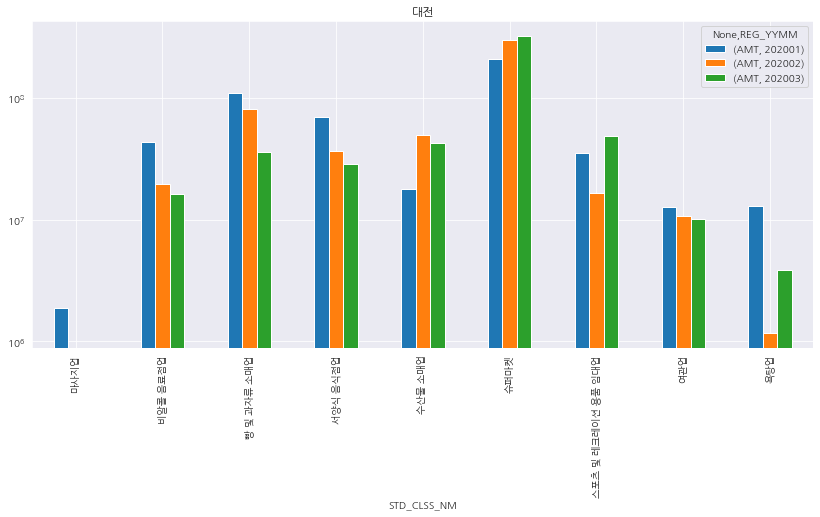 대전
None,REG_YYMM
(AMT, 202001)
(AMT, 202002)
(AMT, 202003)
10⁸
10⁷
10⁶
마사지업
비알콜 음료점업
빵 및 과자류 소매업
서양식 음식점업
수산물 소매업
슈퍼마켓
스포츠 및 레크레이션 용품 임대업
여관업
욕탕업
STD_CLSS_NM